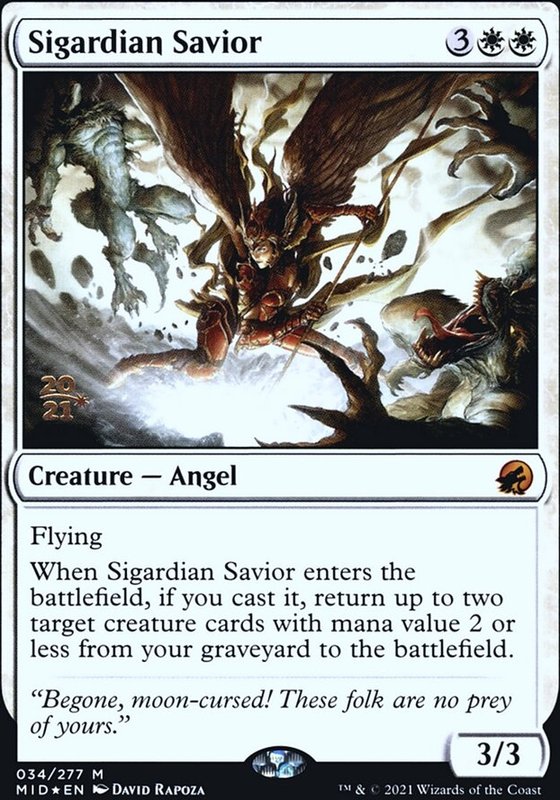 Sigardian Savior 3
20
21
Creature — Angel
Flying
When Sigardian Savior enters the
battlefield, if you cast it, return up to two
target creature cards with mana value 2 or
less from your graveyard to the battlefield.
“Begone, moon-cursed! These folk are no prey
of yours.”
3/3
034/277 M
MID★EN David Rapoza
™ & © 2021 Wizards of the Coast